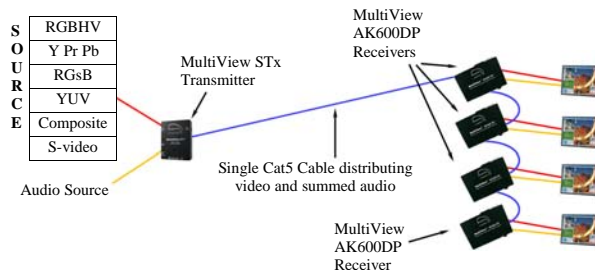 SOURCE
RGBHV
Y Pr Pb
RGsB
YUV
Composite
S-video
Audio Source
MultiView STx
Transmitter
Single Cat5 Cable distributing
video and summed audio
MultiView
AK600DP
Receivers
MultiView
AK600DP
Receiver